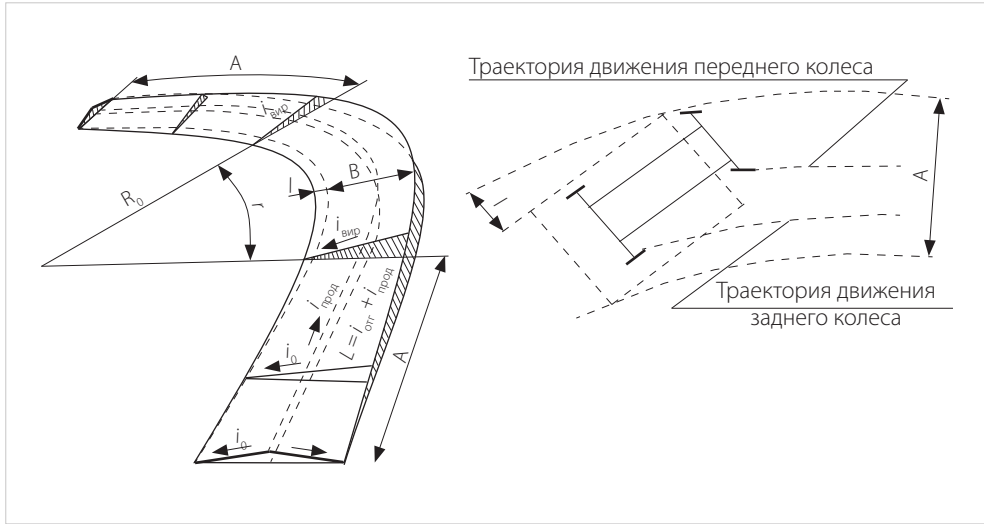 A
i вир
R₀
r
l
B
i вир
i прод
L = i отг + i прод
A
i₀
i₀
Траектория движения переднего колеса
A
Траектория движения
заднего колеса